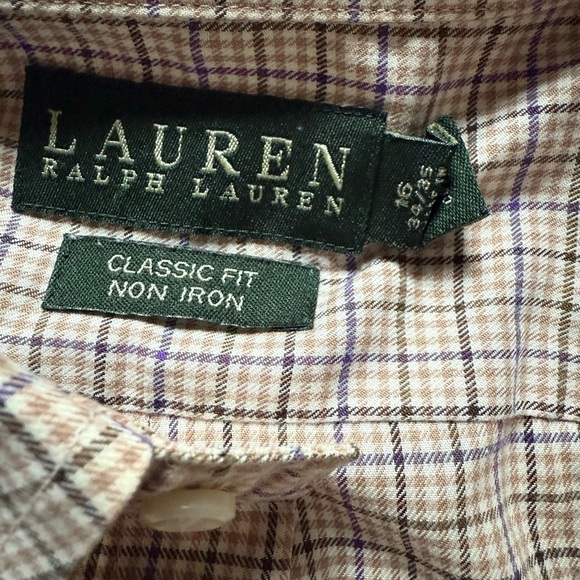 LAUREN
RALPH LAUREN
16
34/35
CLASSIC FIT
NON IRON